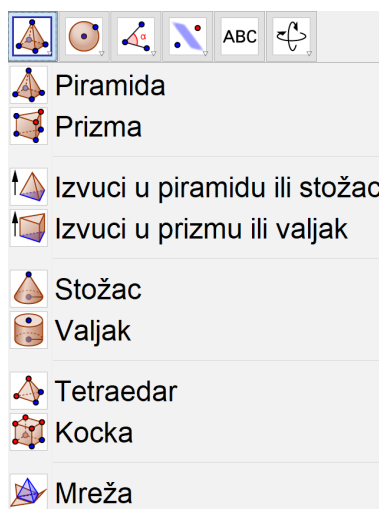 α ABC
Piramida
Prizma
Izvuci u piramidu ili stožac
Izvuci u prizmu ili valjak
Stožac
Valjak
Tetraedar
Kocka
Mreža